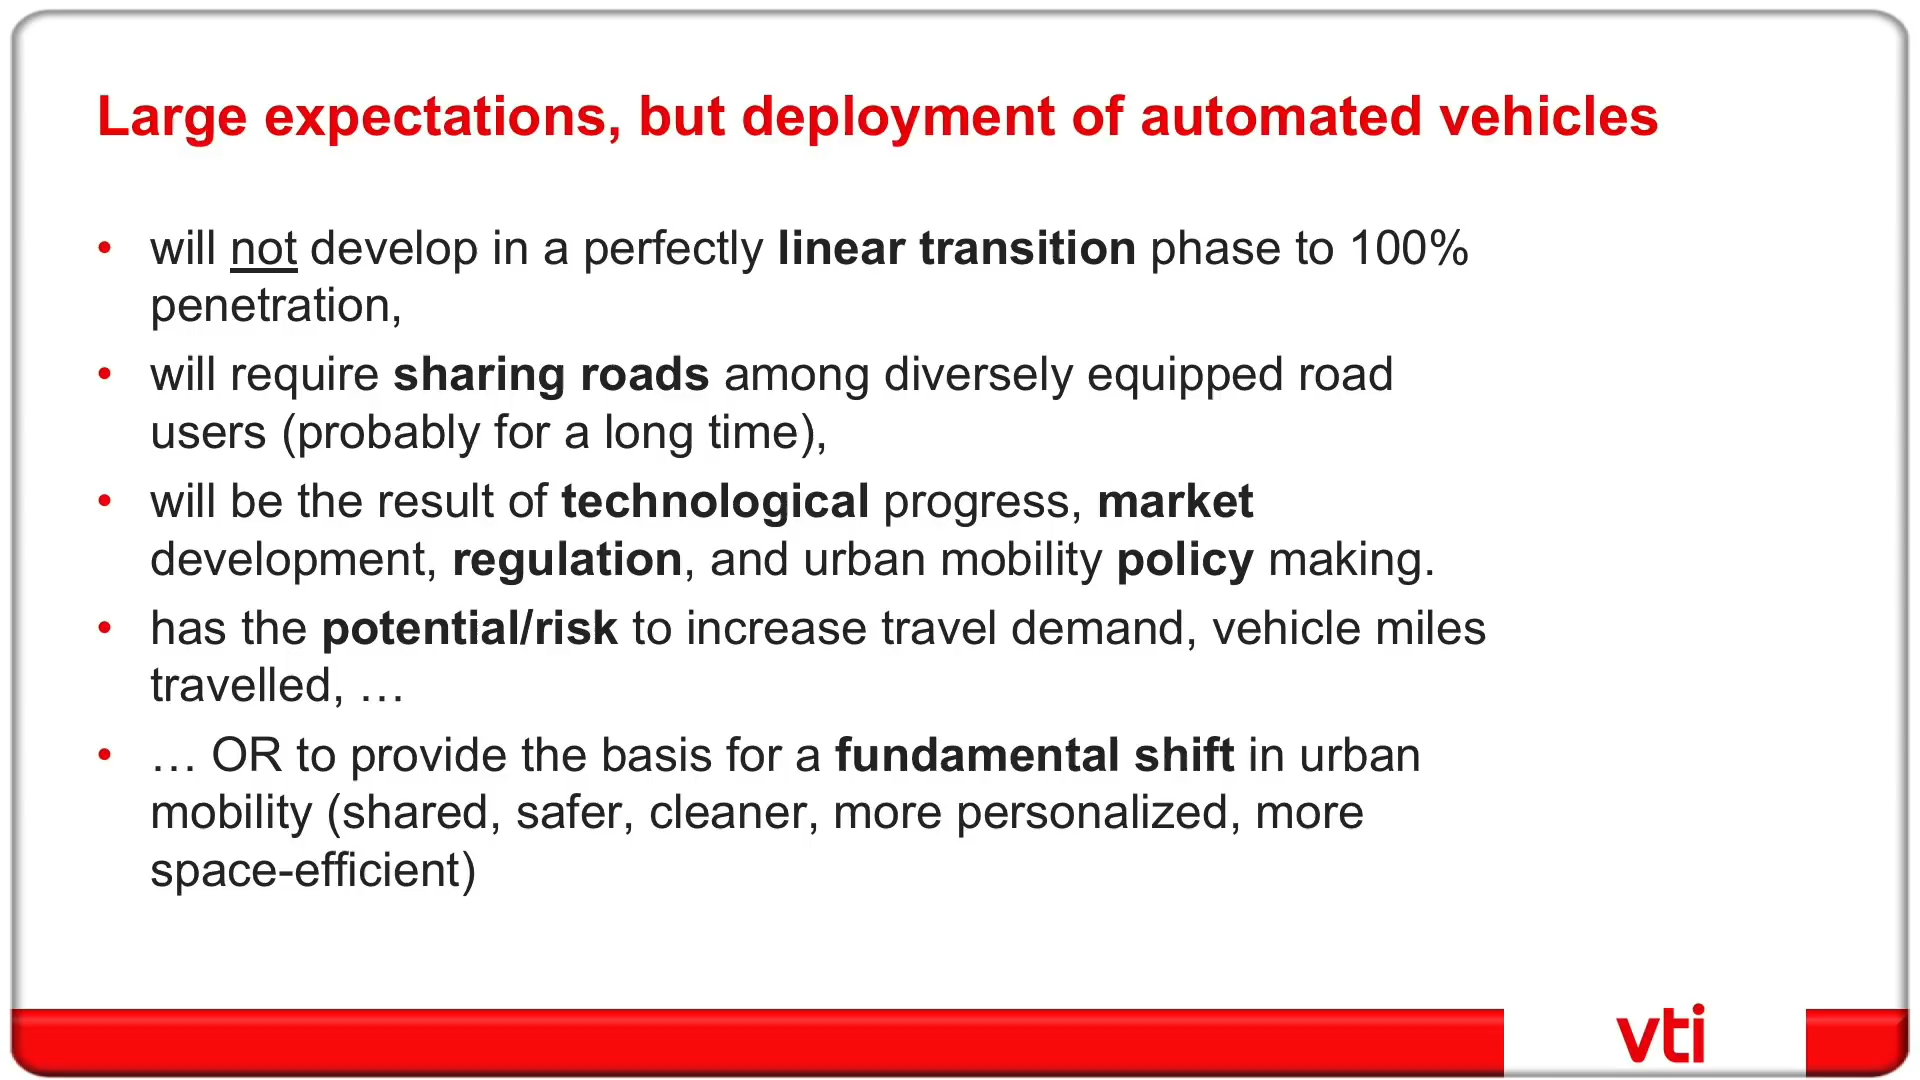 Large expectations, but deployment of automated vehicles
• will not develop in a perfectly linear transition phase to 100%
penetration,
• will require sharing roads among diversely equipped road
users (probably for a long time),
• will be the result of technological progress, market
development, regulation, and urban mobility policy making.
• has the potential/risk to increase travel demand, vehicle miles
travelled, …
• … OR to provide the basis for a fundamental shift in urban
mobility (shared, safer, cleaner, more personalized, more
space-efficient)
vti